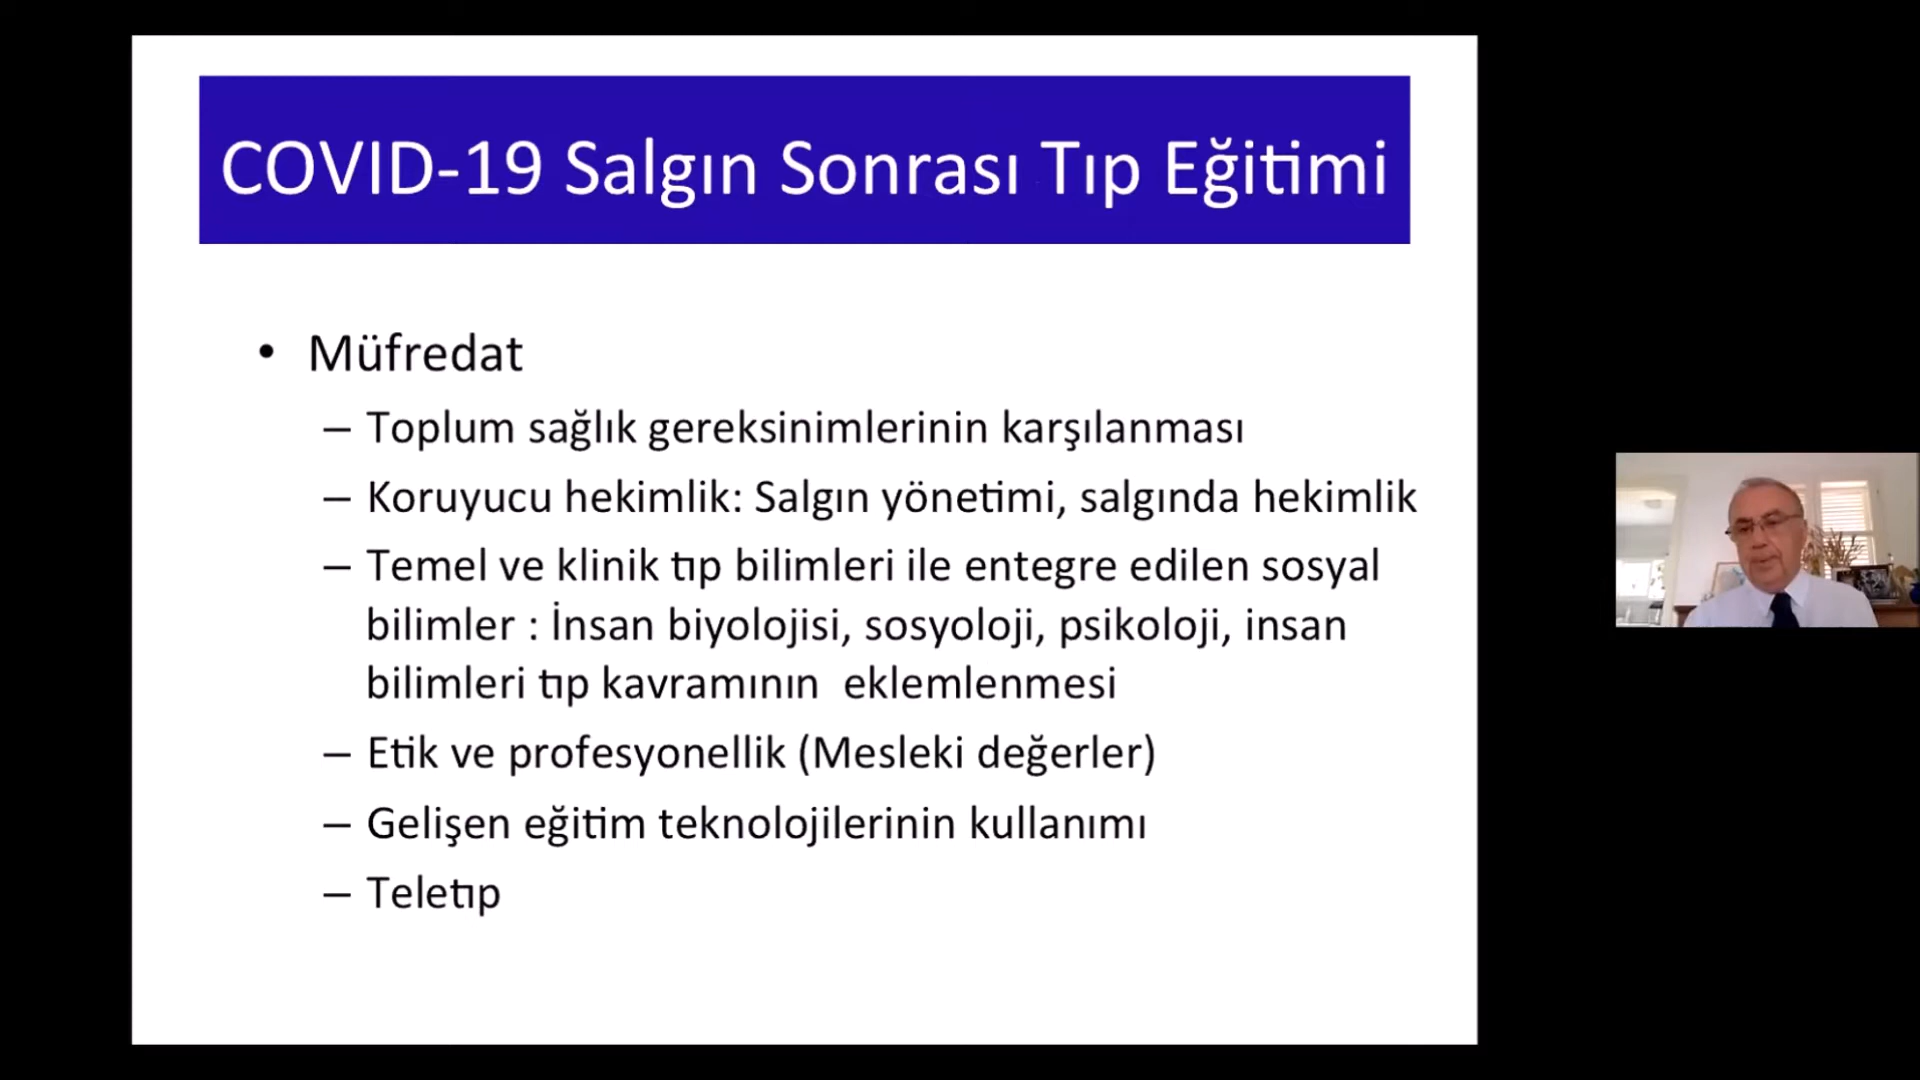 COVID-19 Salgın Sonrası Tıp Eğitimi
• Müfredat
– Toplum sağlık gereksinimlerinin karşılanması
– Koruyucu hekimlik: Salgın yönetimi, salgında hekimlik
– Temel ve klinik tıp bilimleri ile entegre edilen sosyal
bilimler : İnsan biyolojisi, sosyoloji, psikoloji, insan
bilimleri tıp kavramının eklemlenmesi
– Etik ve profesyonellik (Mesleki değerler)
– Gelişen eğitim teknolojilerinin kullanımı
– Teletıp